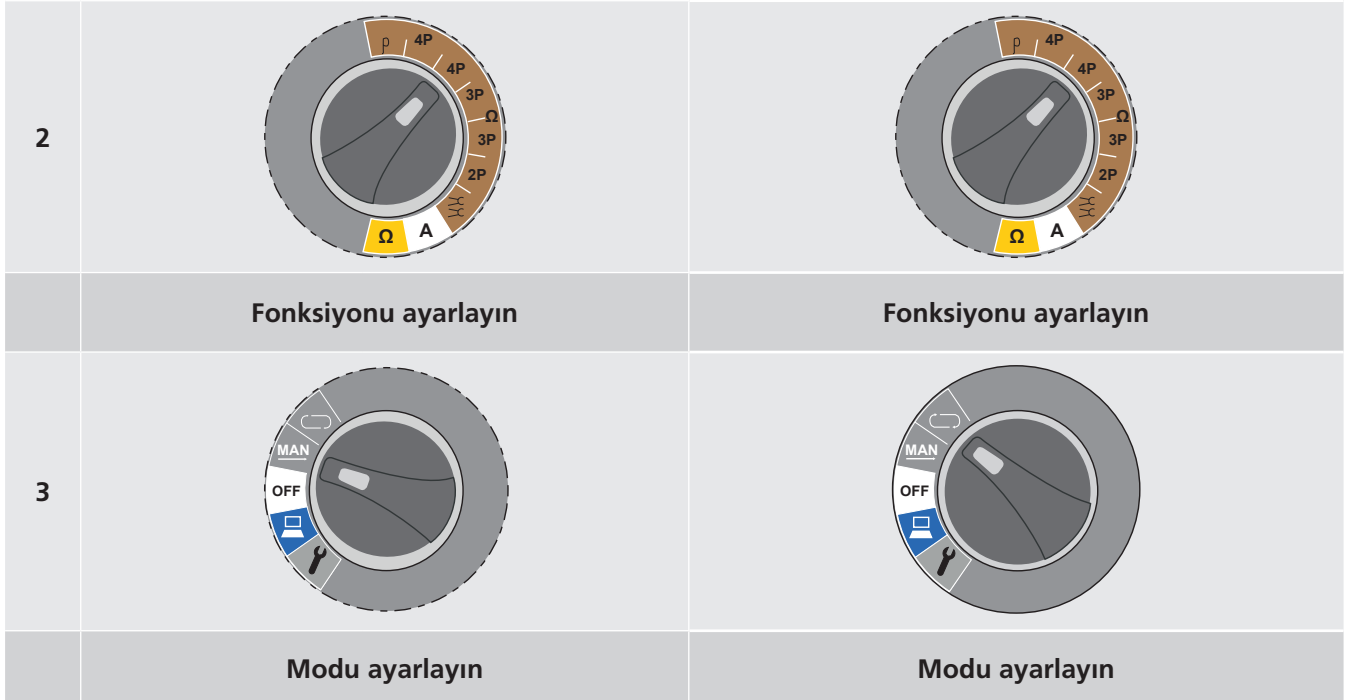 2
ρ 4P 4P 3P Ω 3P 2P A Ω
ρ 4P 4P 3P Ω 3P 2P A Ω
Fonksiyonu ayarlayın
Fonksiyonu ayarlayın
3
MAN
OFF
MAN
OFF
Modu ayarlayın
Modu ayarlayın